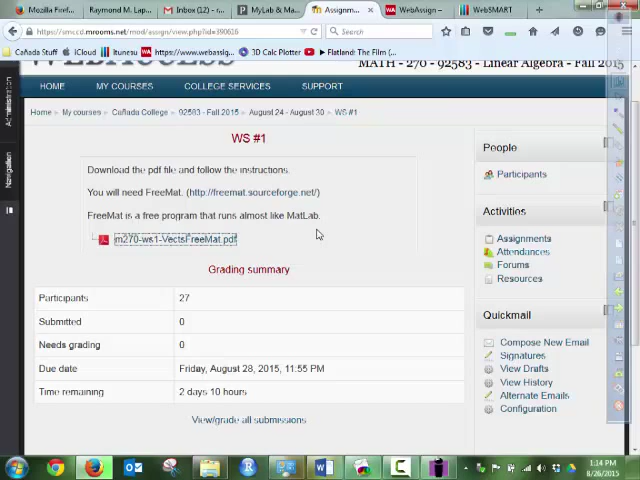 Mozilla Firef...
Raymond M. Lap...
Inbox (12) - r...
MyLab & M...
Assignm...
WebAssign –
WebSMART
https://smccd.mrooms.net/mod/assign/view.php?id=390616
Search
Cañada Stuff
iCloud
itunesu
https://www.webassig...
3D Calc Plotter
Flatland: The Film (...
WEBACCESS
MATH - 270 - 92583 - Linear Algebra - Fall 2015
HOME
MY COURSES
COLLEGE SERVICES
SUPPORT
Administration
Navigation
Home
My courses
Cañada College
92583 - Fall 2015
August 24 - August 30
WS #1
WS #1
Download the pdf file and follow the instructions.
You will need FreeMat. (http://freemat.sourceforge.net/)
FreeMat is a free program that runs almost like MatLab.
m270-ws1-VectsFreeMat.pdf
Grading summary
Participants 27
Submitted 0
Needs grading 0
Due date Friday, August 28, 2015, 11:55 PM
Time remaining 2 days 10 hours
View/grade all submissions
People
Participants
Activities
Assignments
Attendances
Forums
Resources
Quickmail
Compose New Email
Signatures
View Drafts
View History
Alternate Emails
Configuration
1:14 PM
8/26/2015